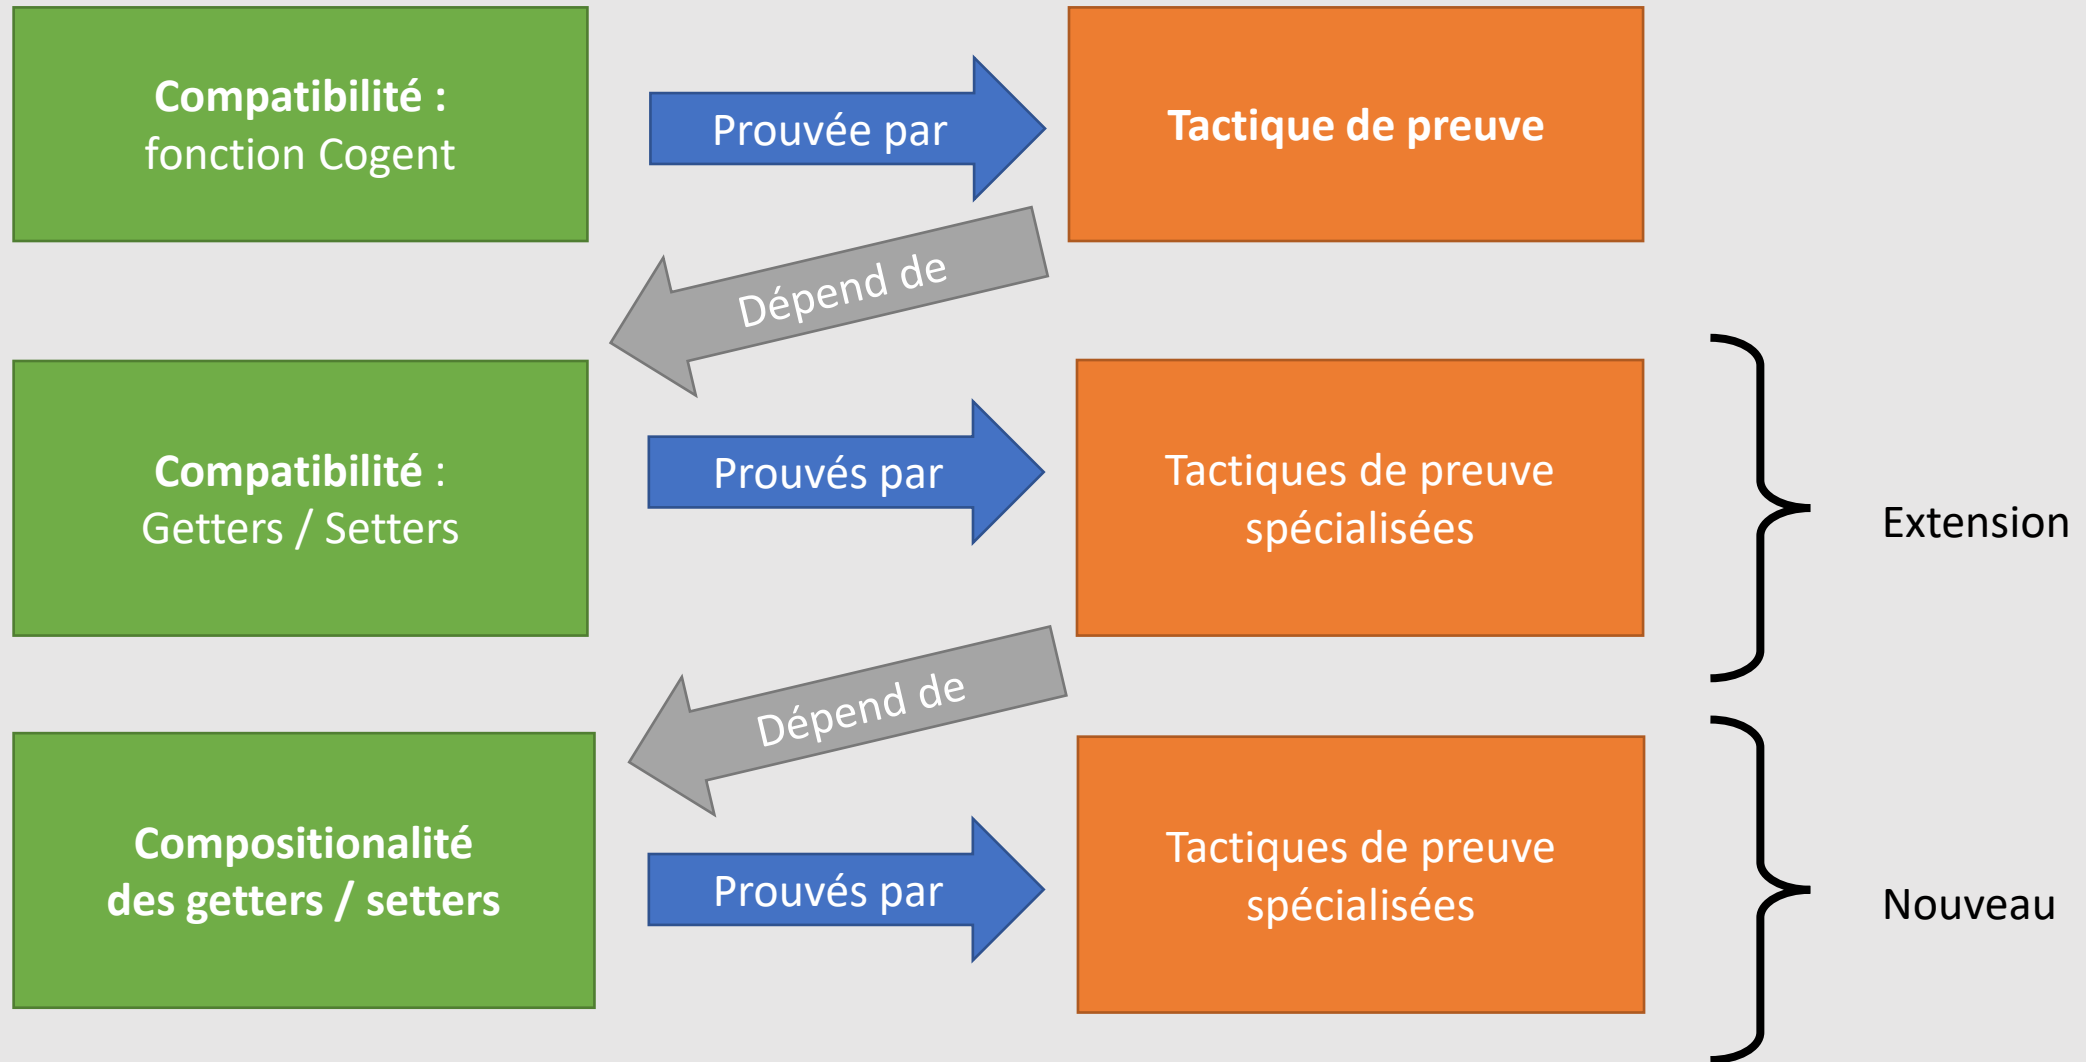 Compatibilité :
fonction Cogent
Prouvée par
Tactique de preuve
Dépend de
Compatibilité :
Getters / Setters
Prouvés par
Tactiques de preuve
spécialisées
Extension
Dépend de
Compositionalité
des getters / setters
Prouvés par
Tactiques de preuve
spécialisées
Nouveau